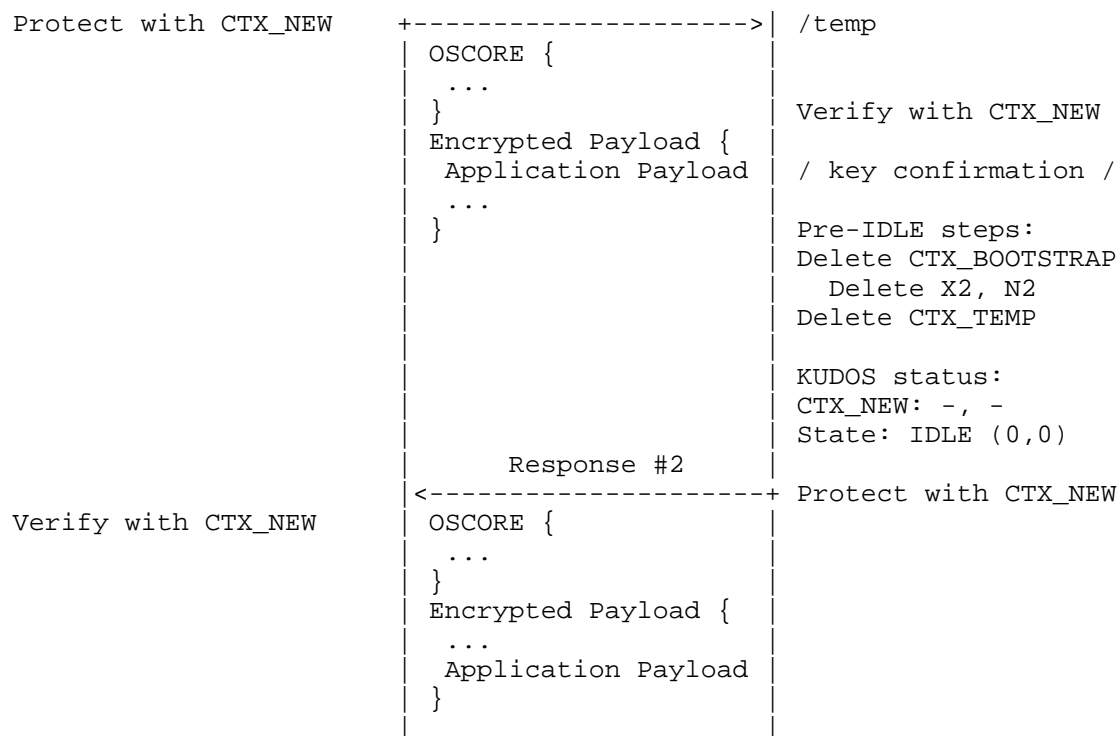 Protect with CTX_NEW     +--------------------->| /temp
                         | OSCORE {             |
                         |  ...                 |
                         | }                    | Verify with CTX_NEW
                         | Encrypted Payload {  |
                         |  Application Payload | / key confirmation /
                         |  ...                 |
                         | }                    | Pre-IDLE steps:
                         |                      | Delete CTX_BOOTSTRAP
                         |                      |   Delete X2, N2
                         |                      | Delete CTX_TEMP
                         |                      |
                         |                      | KUDOS status:
                         |                      | CTX_NEW: -, -
                         |                      | State: IDLE (0,0)
                         |      Response #2     |
                         |<---------------------+ Protect with CTX_NEW
Verify with CTX_NEW      | OSCORE {             |
                         |  ...                 |
                         | }                    |
                         | Encrypted Payload {  |
                         |  ...                 |
                         |  Application Payload |
                         | }                    |
                         |                      |